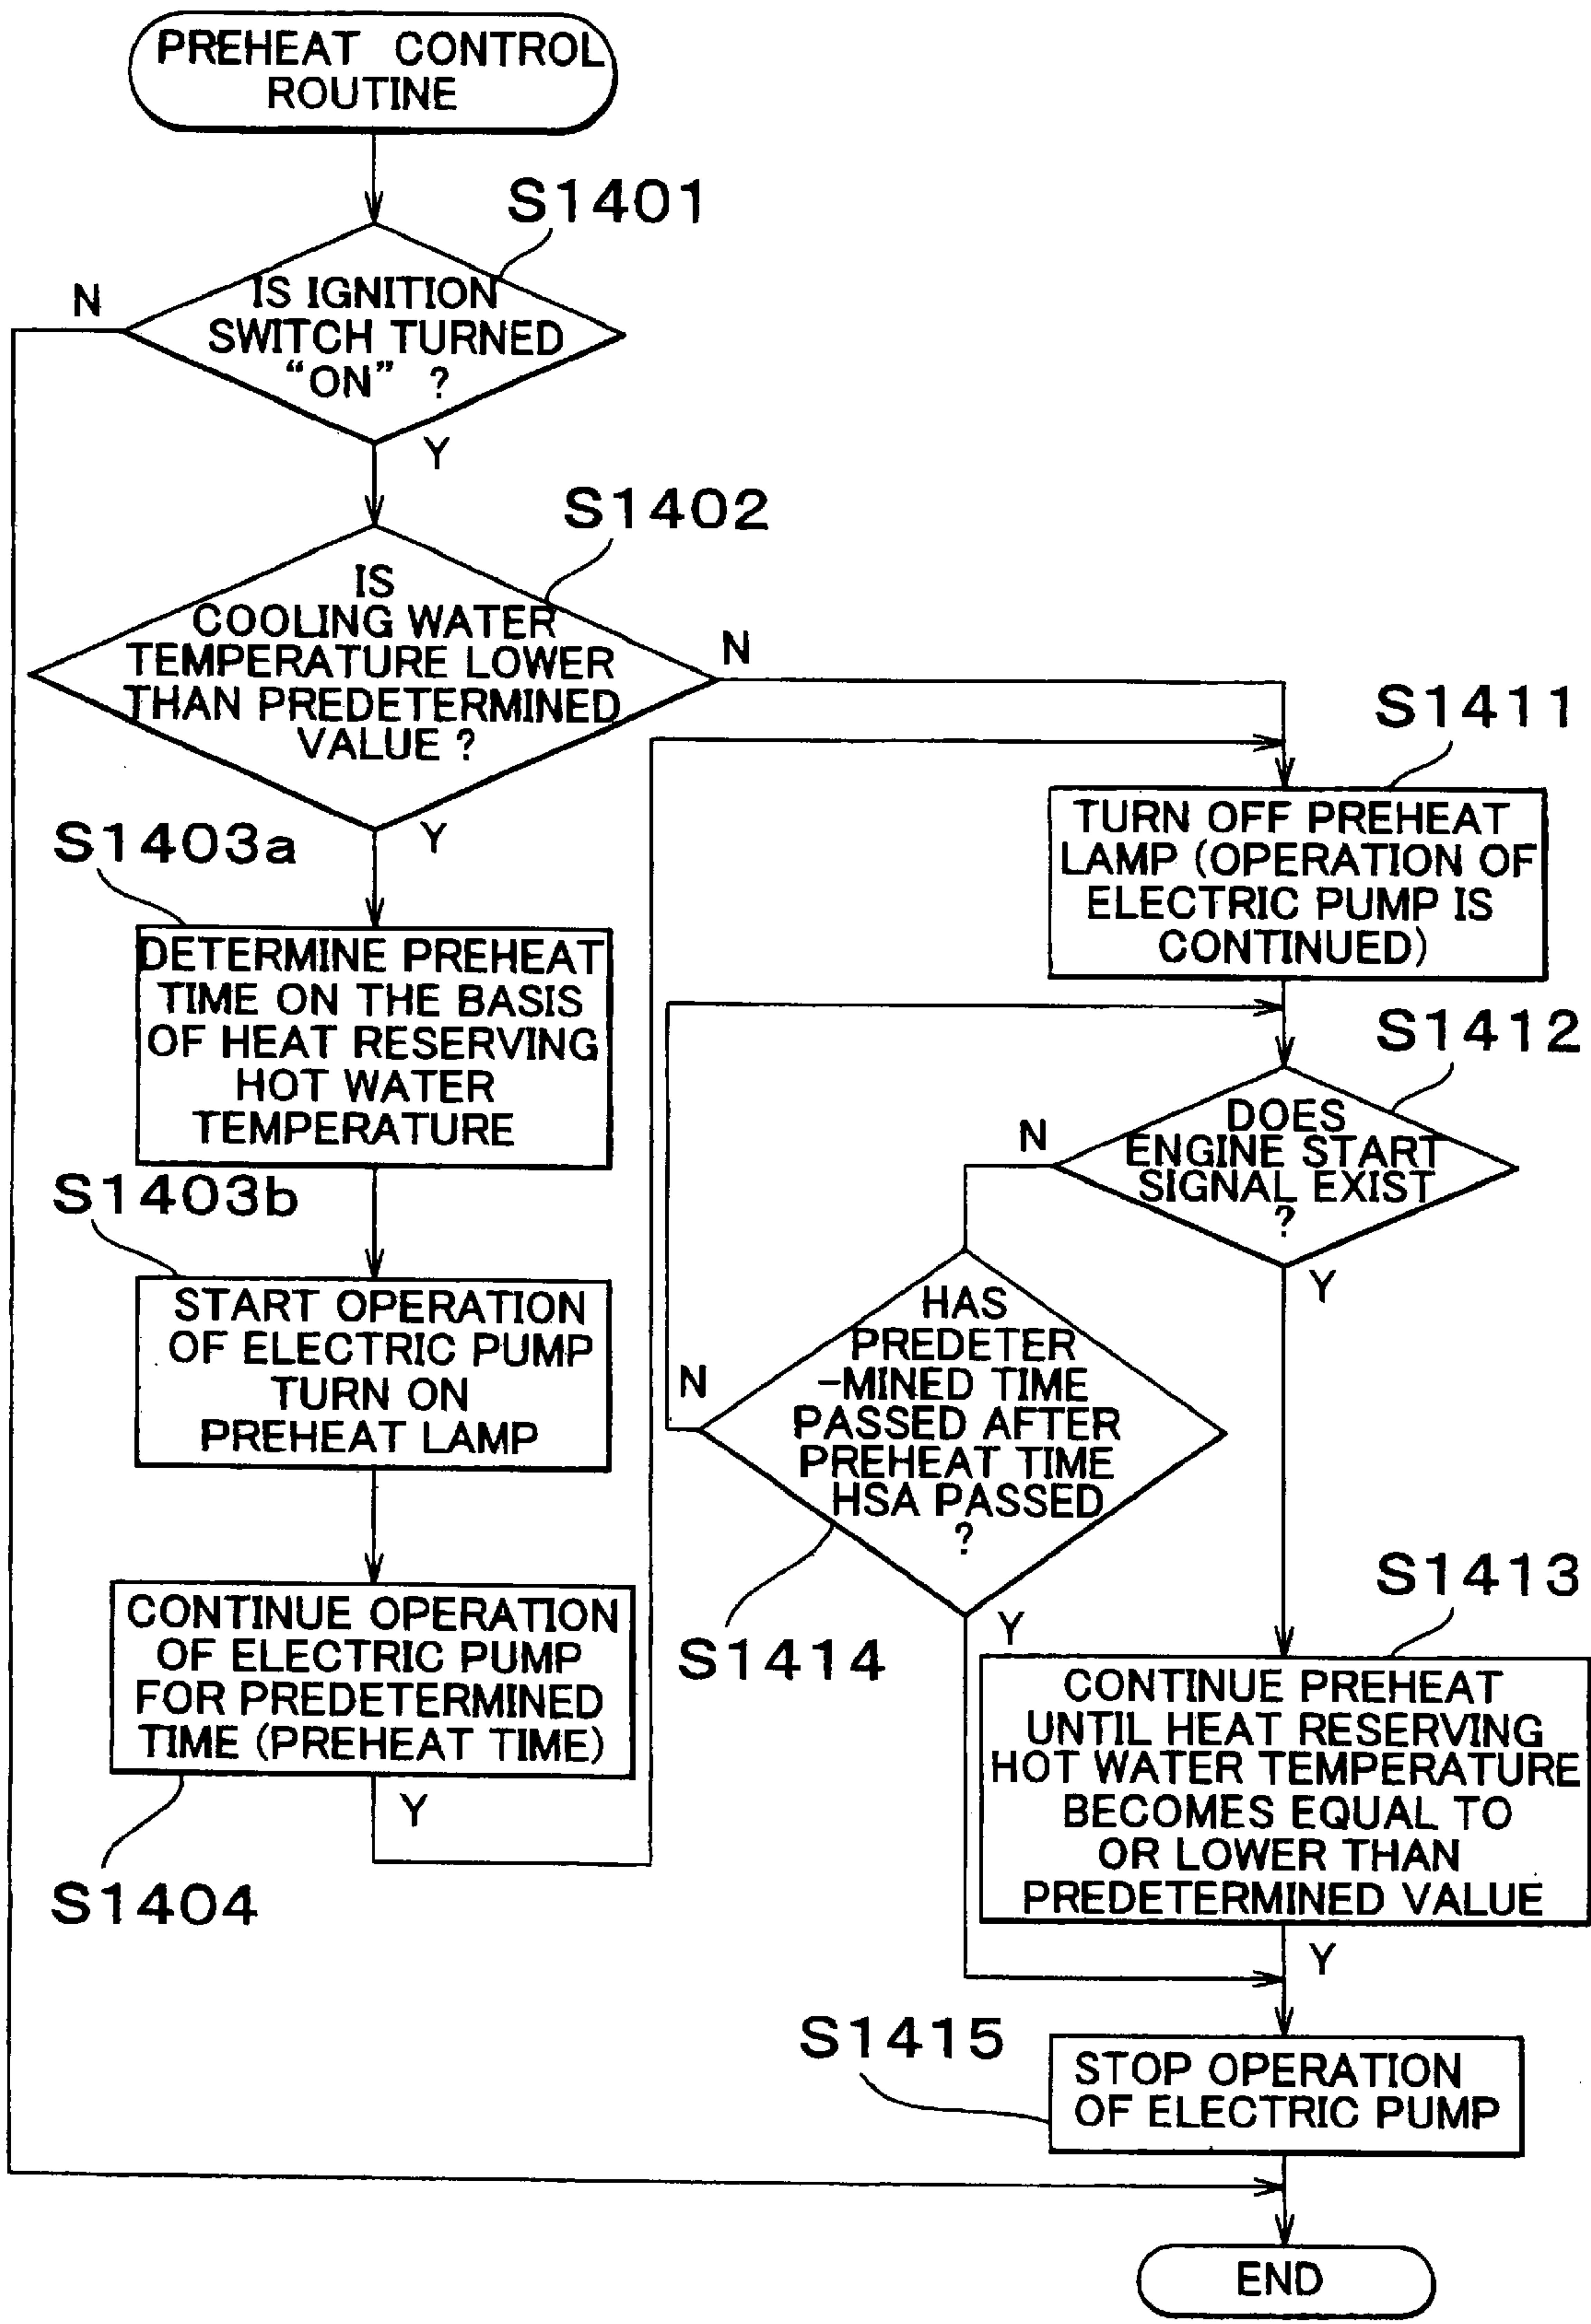 PREHEAT CONTROL
ROUTINE
S1401
N
IS IGNITION
SWITCH TURNED
“ON” ?
Y
S1402
IS
COOLING WATER
TEMPERATURE LOWER
THAN PREDETERMINED
VALUE ?
N
Y
S1403a
DETERMINE PREHEAT
TIME ON THE BASIS
OF HEAT RESERVING
HOT WATER
TEMPERATURE
S1403b
START OPERATION
OF ELECTRIC PUMP
TURN ON
PREHEAT LAMP
CONTINUE OPERATION
OF ELECTRIC PUMP
FOR PREDETERMINED
TIME (PREHEAT TIME)
Y
S1404
S1411
TURN OFF PREHEAT
LAMP (OPERATION OF
ELECTRIC PUMP IS
CONTINUED)
S1412
N
DOES
ENGINE START
SIGNAL EXIST
?
Y
HAS
PREDETER
-MINED TIME
PASSED AFTER
PREHEAT TIME
HSA PASSED
?
N
Y
S1414
S1413
CONTINUE PREHEAT
UNTIL HEAT RESERVING
HOT WATER TEMPERATURE
BECOMES EQUAL TO
OR LOWER THAN
PREDETERMINED VALUE
Y
S1415
STOP OPERATION
OF ELECTRIC PUMP
END